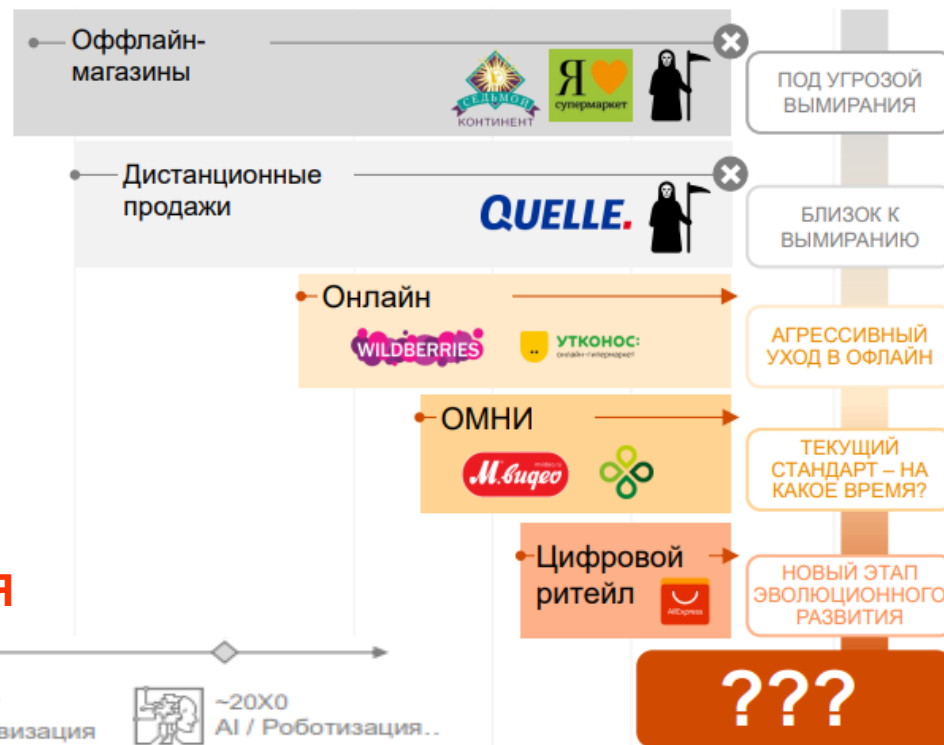 Оффлайн-
магазины
СЕДЬМОЙ
КОНТИНЕНТ
Я
супермаркет
ПОД УГРОЗОЙ
ВЫМИРАНИЯ
Дистанционные
продажи
QUELLE.
БЛИЗОК К
ВЫМИРАНИЮ
Онлайн
WILDBERRIES
УТКОНОС:
онлайн-гипермаркет
АГРЕССИВНЫЙ
УХОД В ОФЛАЙН
ОМНИ
М.видео
ТЕКУЩИЙ
СТАНДАРТ – НА
КАКОЕ ВРЕМЯ?
Цифровой
ритейл
AliExpress
НОВЫЙ ЭТАП
ЭВОЛЮЦИОННОГО
РАЗВИТИЯ
Я
~20X0
AI / Роботизация..
визация
???